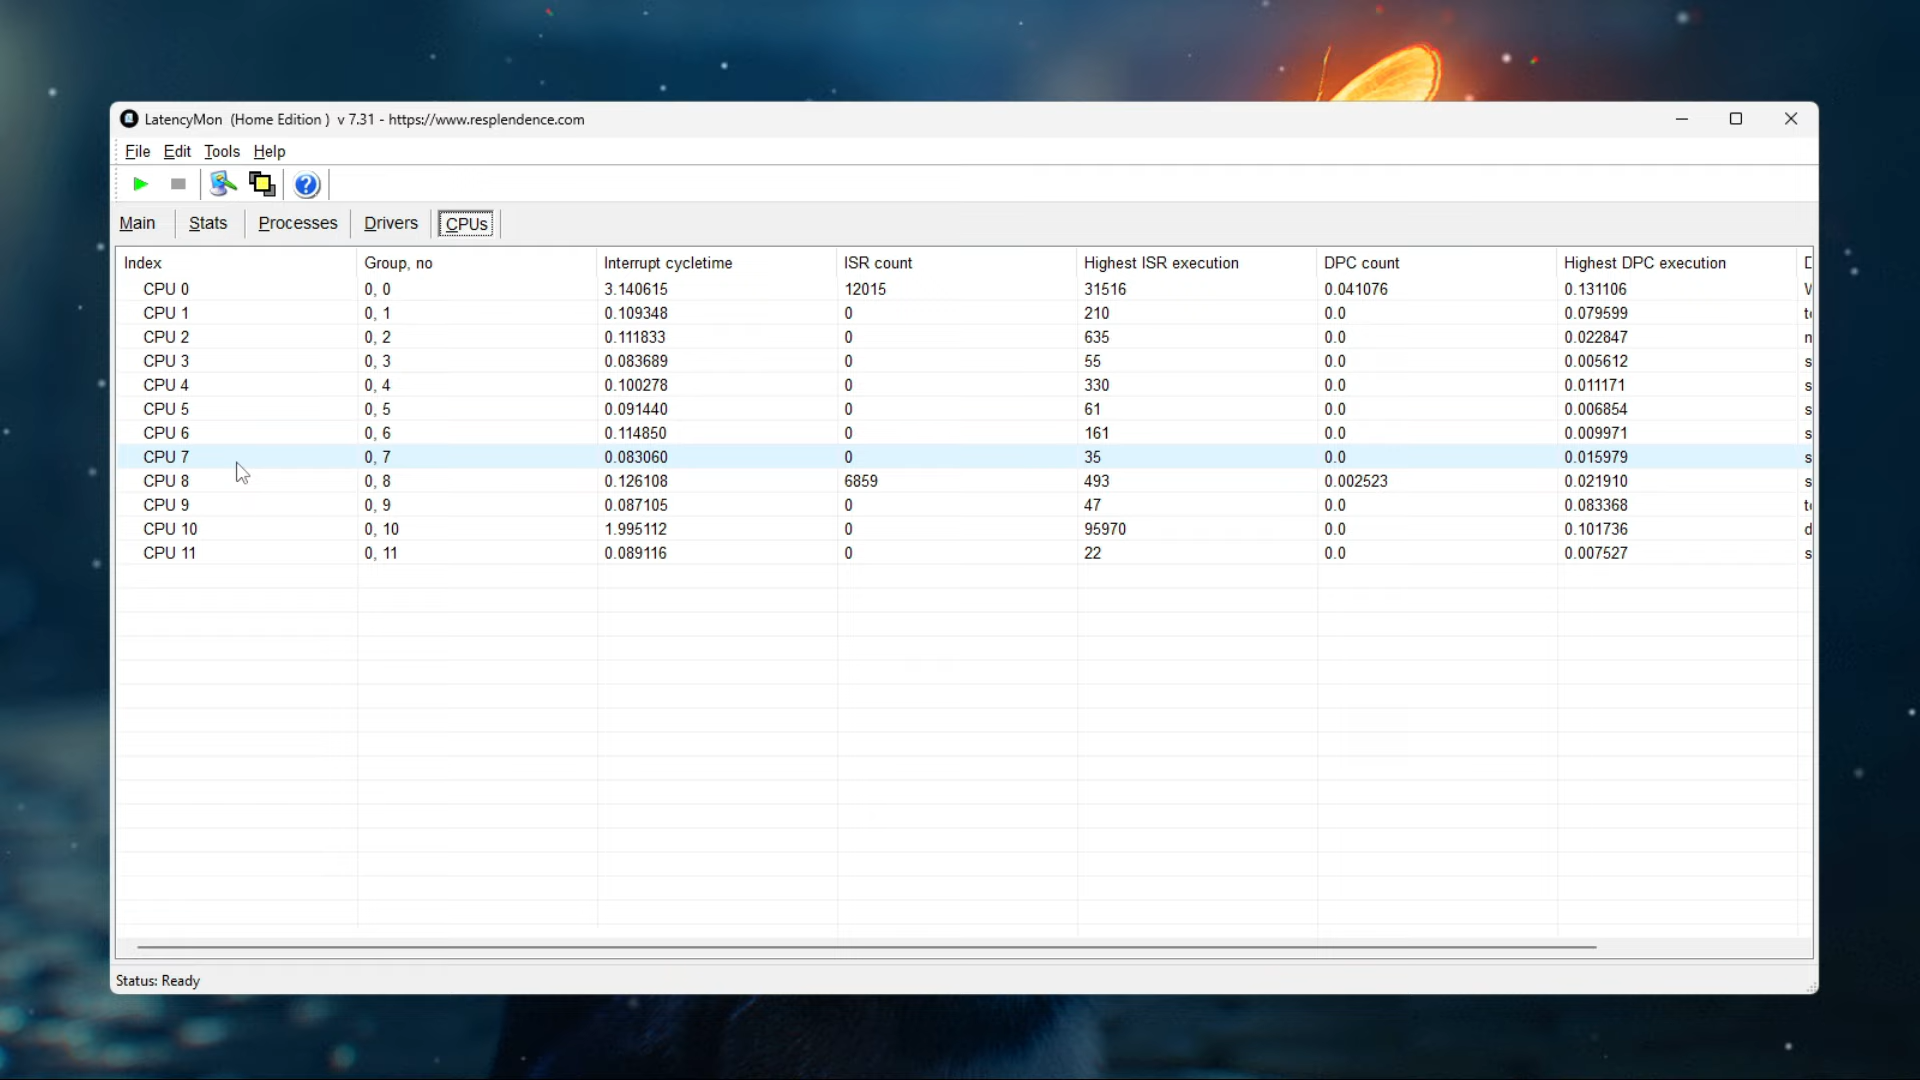 LatencyMon (Home Edition ) v 7.31 - https://www.resplendence.com
File Edit Tools Help
Main Stats Processes Drivers CPUs
Index Group, no Interrupt cycletime ISR count Highest ISR execution DPC count Highest DPC execution
CPU 0 0, 0 3.140615 12015 31516 0.041076 0.131106
CPU 1 0, 1 0.109348 0 210 0.0 0.079599
CPU 2 0, 2 0.111833 0 635 0.0 0.022847
CPU 3 0, 3 0.083689 0 55 0.0 0.005612
CPU 4 0, 4 0.100278 0 330 0.0 0.011171
CPU 5 0, 5 0.091440 0 61 0.0 0.006854
CPU 6 0, 6 0.114850 0 161 0.0 0.009971
CPU 7 0, 7 0.083060 0 35 0.0 0.015979
CPU 8 0, 8 0.126108 6859 493 0.002523 0.021910
CPU 9 0, 9 0.087105 0 47 0.0 0.083368
CPU 10 0, 10 1.995112 0 95970 0.0 0.101736
CPU 11 0, 11 0.089116 0 22 0.0 0.007527
Status: Ready